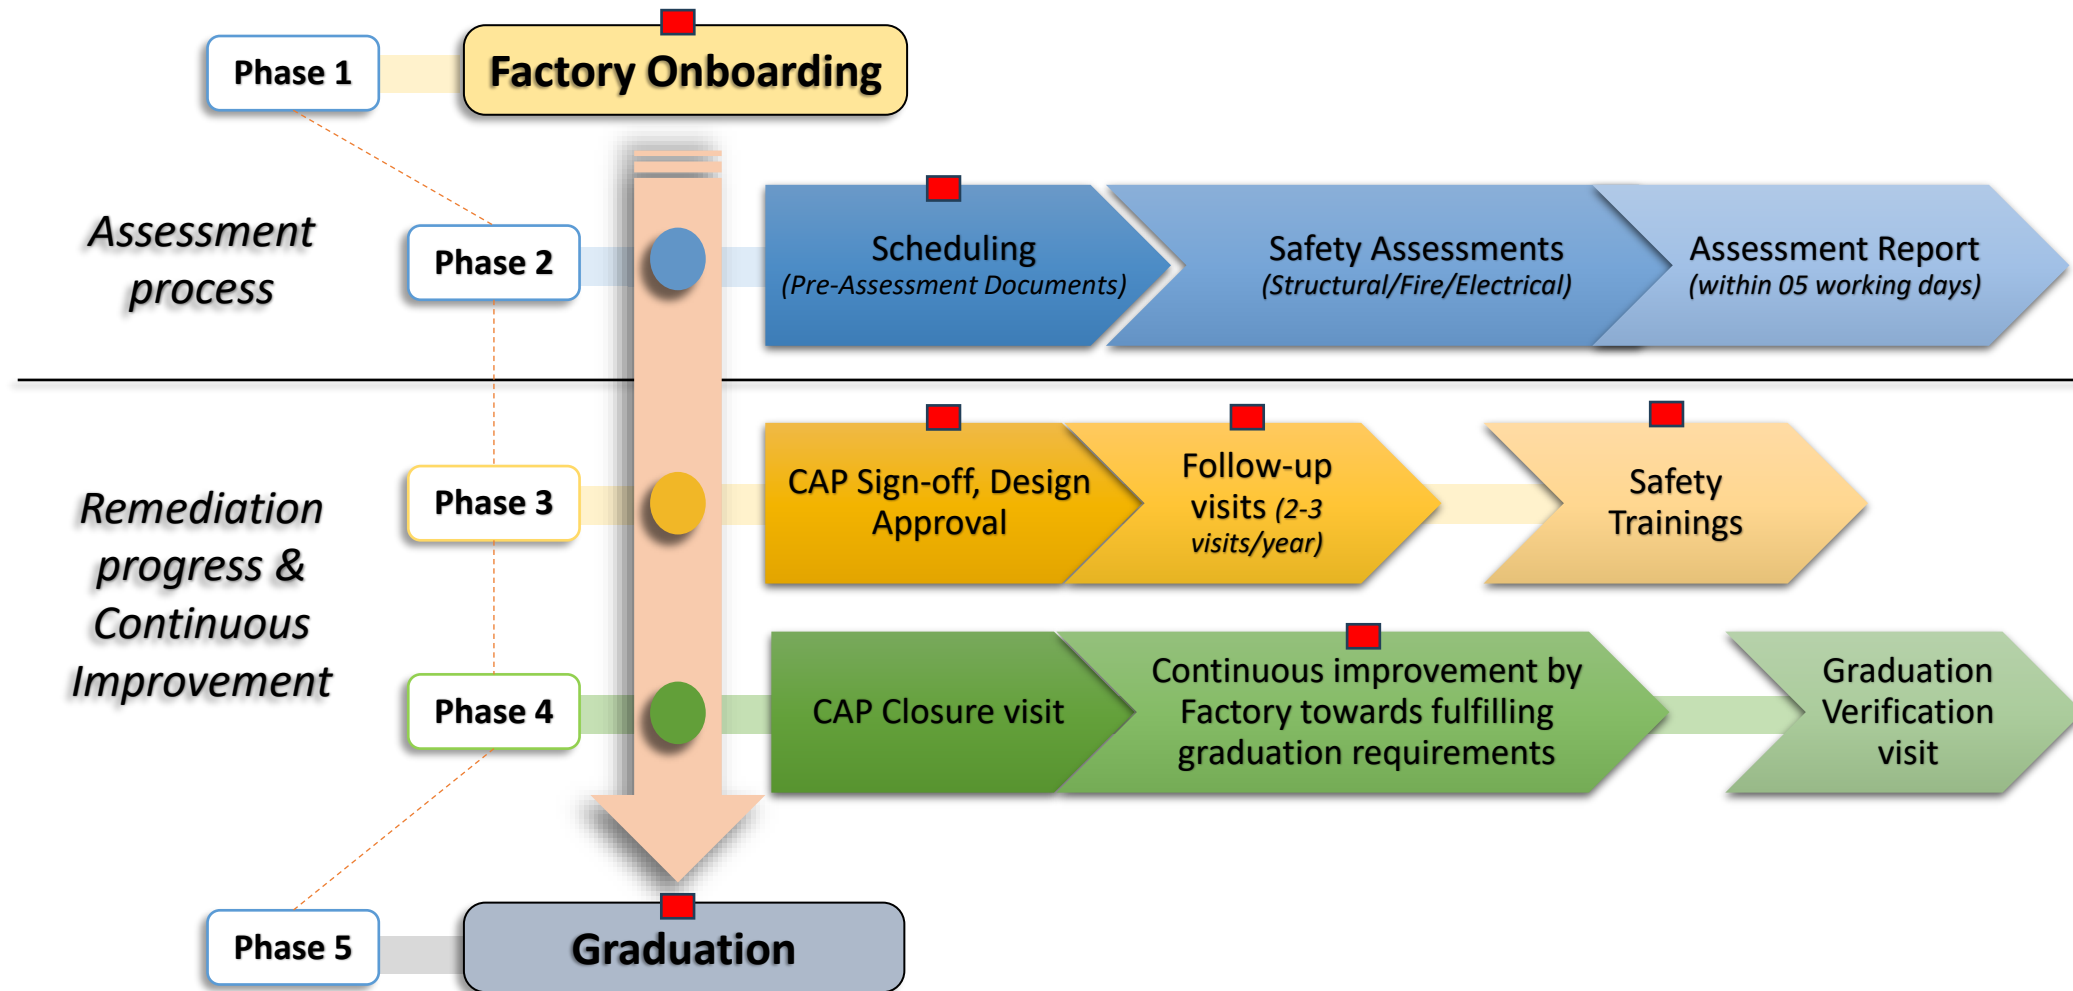 Phase 1
Factory Onboarding
Assessment
process
Phase 2
Scheduling
(Pre-Assessment Documents)
Safety Assessments
(Structural/Fire/Electrical)
Assessment Report
(within 05 working days)
Remediation
progress &
Continuous
Improvement
Phase 3
CAP Sign-off, Design
Approval
Follow-up
visits (2-3
visits/year)
Safety
Trainings
Phase 4
CAP Closure visit
Continuous improvement by
Factory towards fulfilling
graduation requirements
Graduation
Verification
visit
Phase 5
Graduation